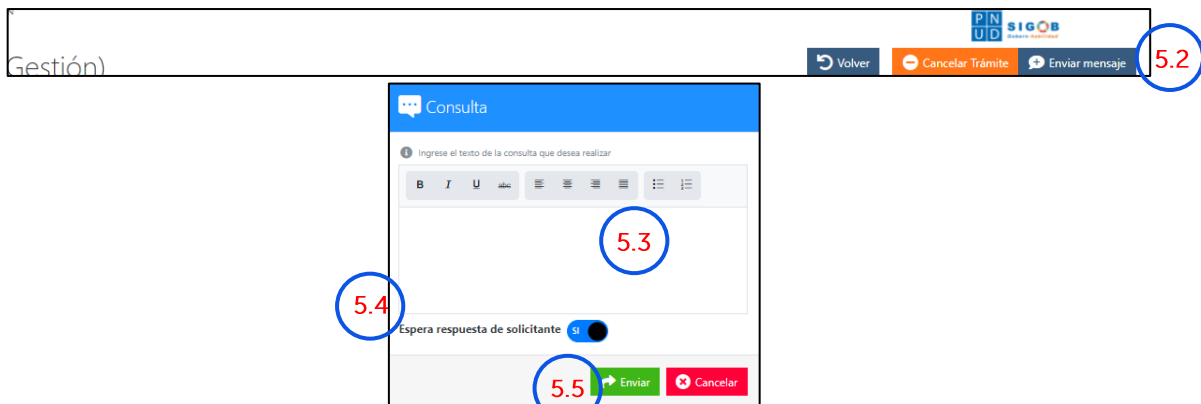 PN
UD
SIGOB
Gestión)
Volver
Cancelar Trámite
Enviar mensaje
5.2
Consulta
Ingrese el texto de la consulta que desea realizar
B I U abc
5.3
5.4
Espera respuesta de solicitante SI
5.5
Enviar
Cancelar